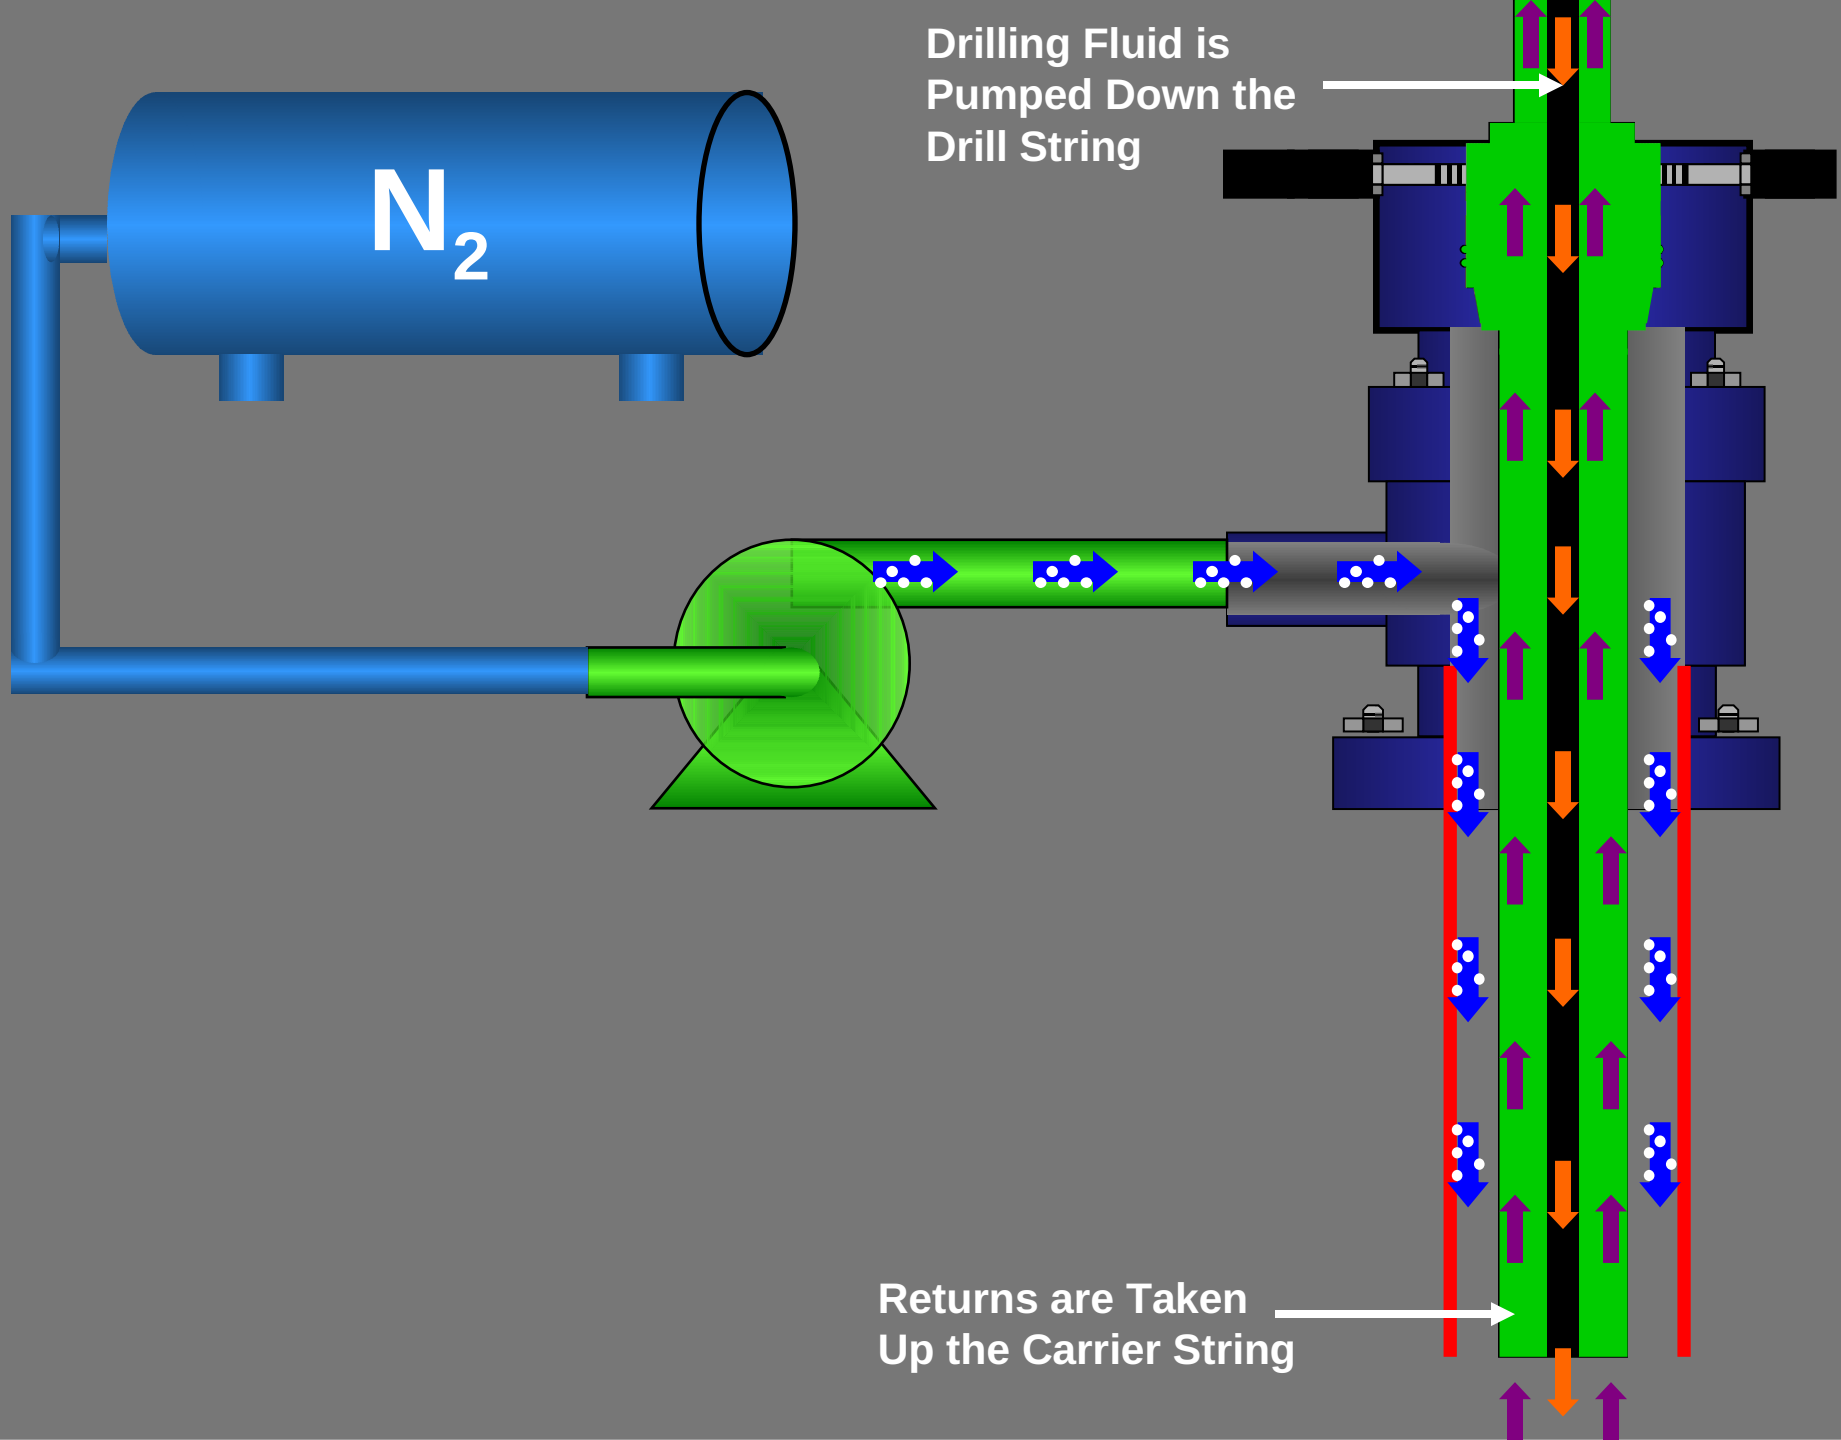 Drilling Fluid is
Pumped Down the
Drill String
N₂
Returns are Taken
Up the Carrier String